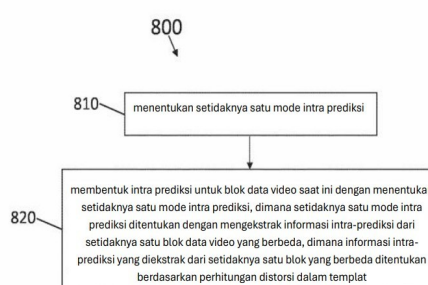 800
810
menentukan setidaknya satu mode intra prediksi
820
membentuk intra prediksi untuk blok data video saat ini dengan menentuka
setidaknya satu mode intra prediksi, dimana setidaknya satu mode intra
prediksi ditentukan dengan mengekstrak informasi intra-prediksi dari
setidaknya satu blok data video yang berbeda, dimana informasi intra-
prediksi yang diekstrak dari setidaknya satu blok yang berbeda ditentukan
berdasarkan perhitungan distorsi dalam templat